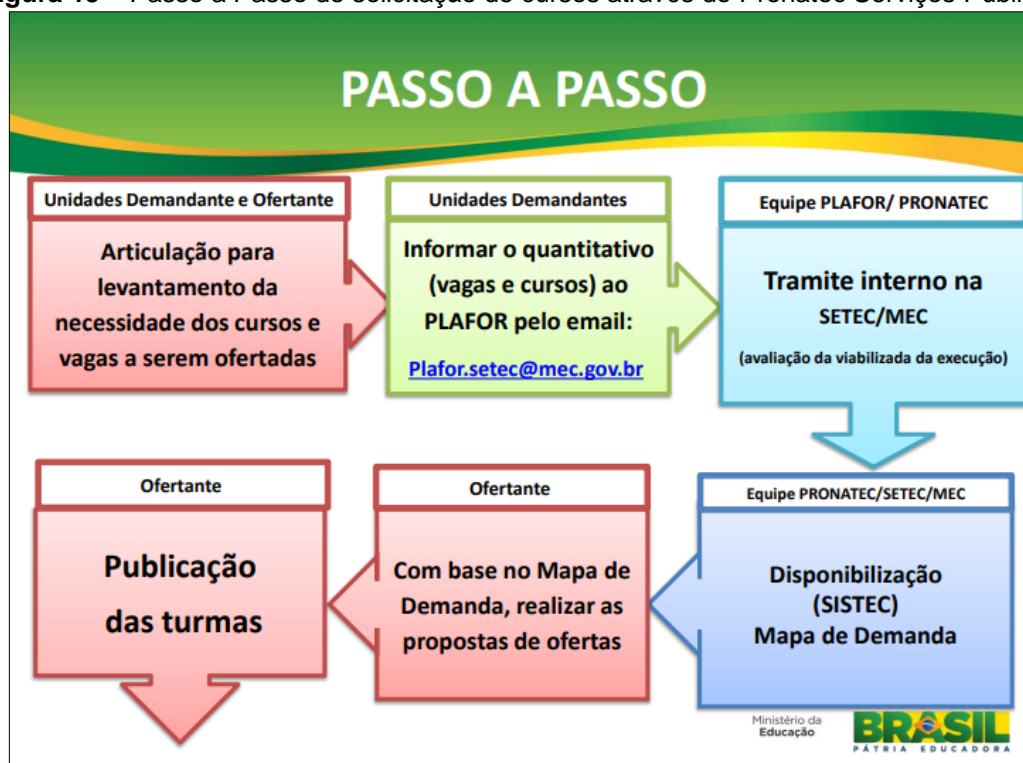 Passo a Passo de solicitação de cursos através do Pronatec Serviços
PASSO A PASSO
Unidades Demandante e Ofertante
Articulação para
levantamento da
necessidade dos cursos e
vagas a serem ofertadas
Unidades Demandantes
Informar o quantitativo
(vagas e cursos) ao
PLAFOR pelo email:
Plafor.setec@mec.gov.br
Equipe PLAFOR/ PRONATEC
Tramite interno na
SETEC/MEC
(avaliação da viabilizada da execução)
Equipe PRONATEC/SETEC/MEC
Disponibilização
(SISTEC)
Mapa de Demanda
Ofertante
Com base no Mapa de
Demanda, realizar as
propostas de ofertas
Ofertante
Publicação
das turmas
Ministério da
Educação
BRASIL
PÁTRIA EDUCADORA